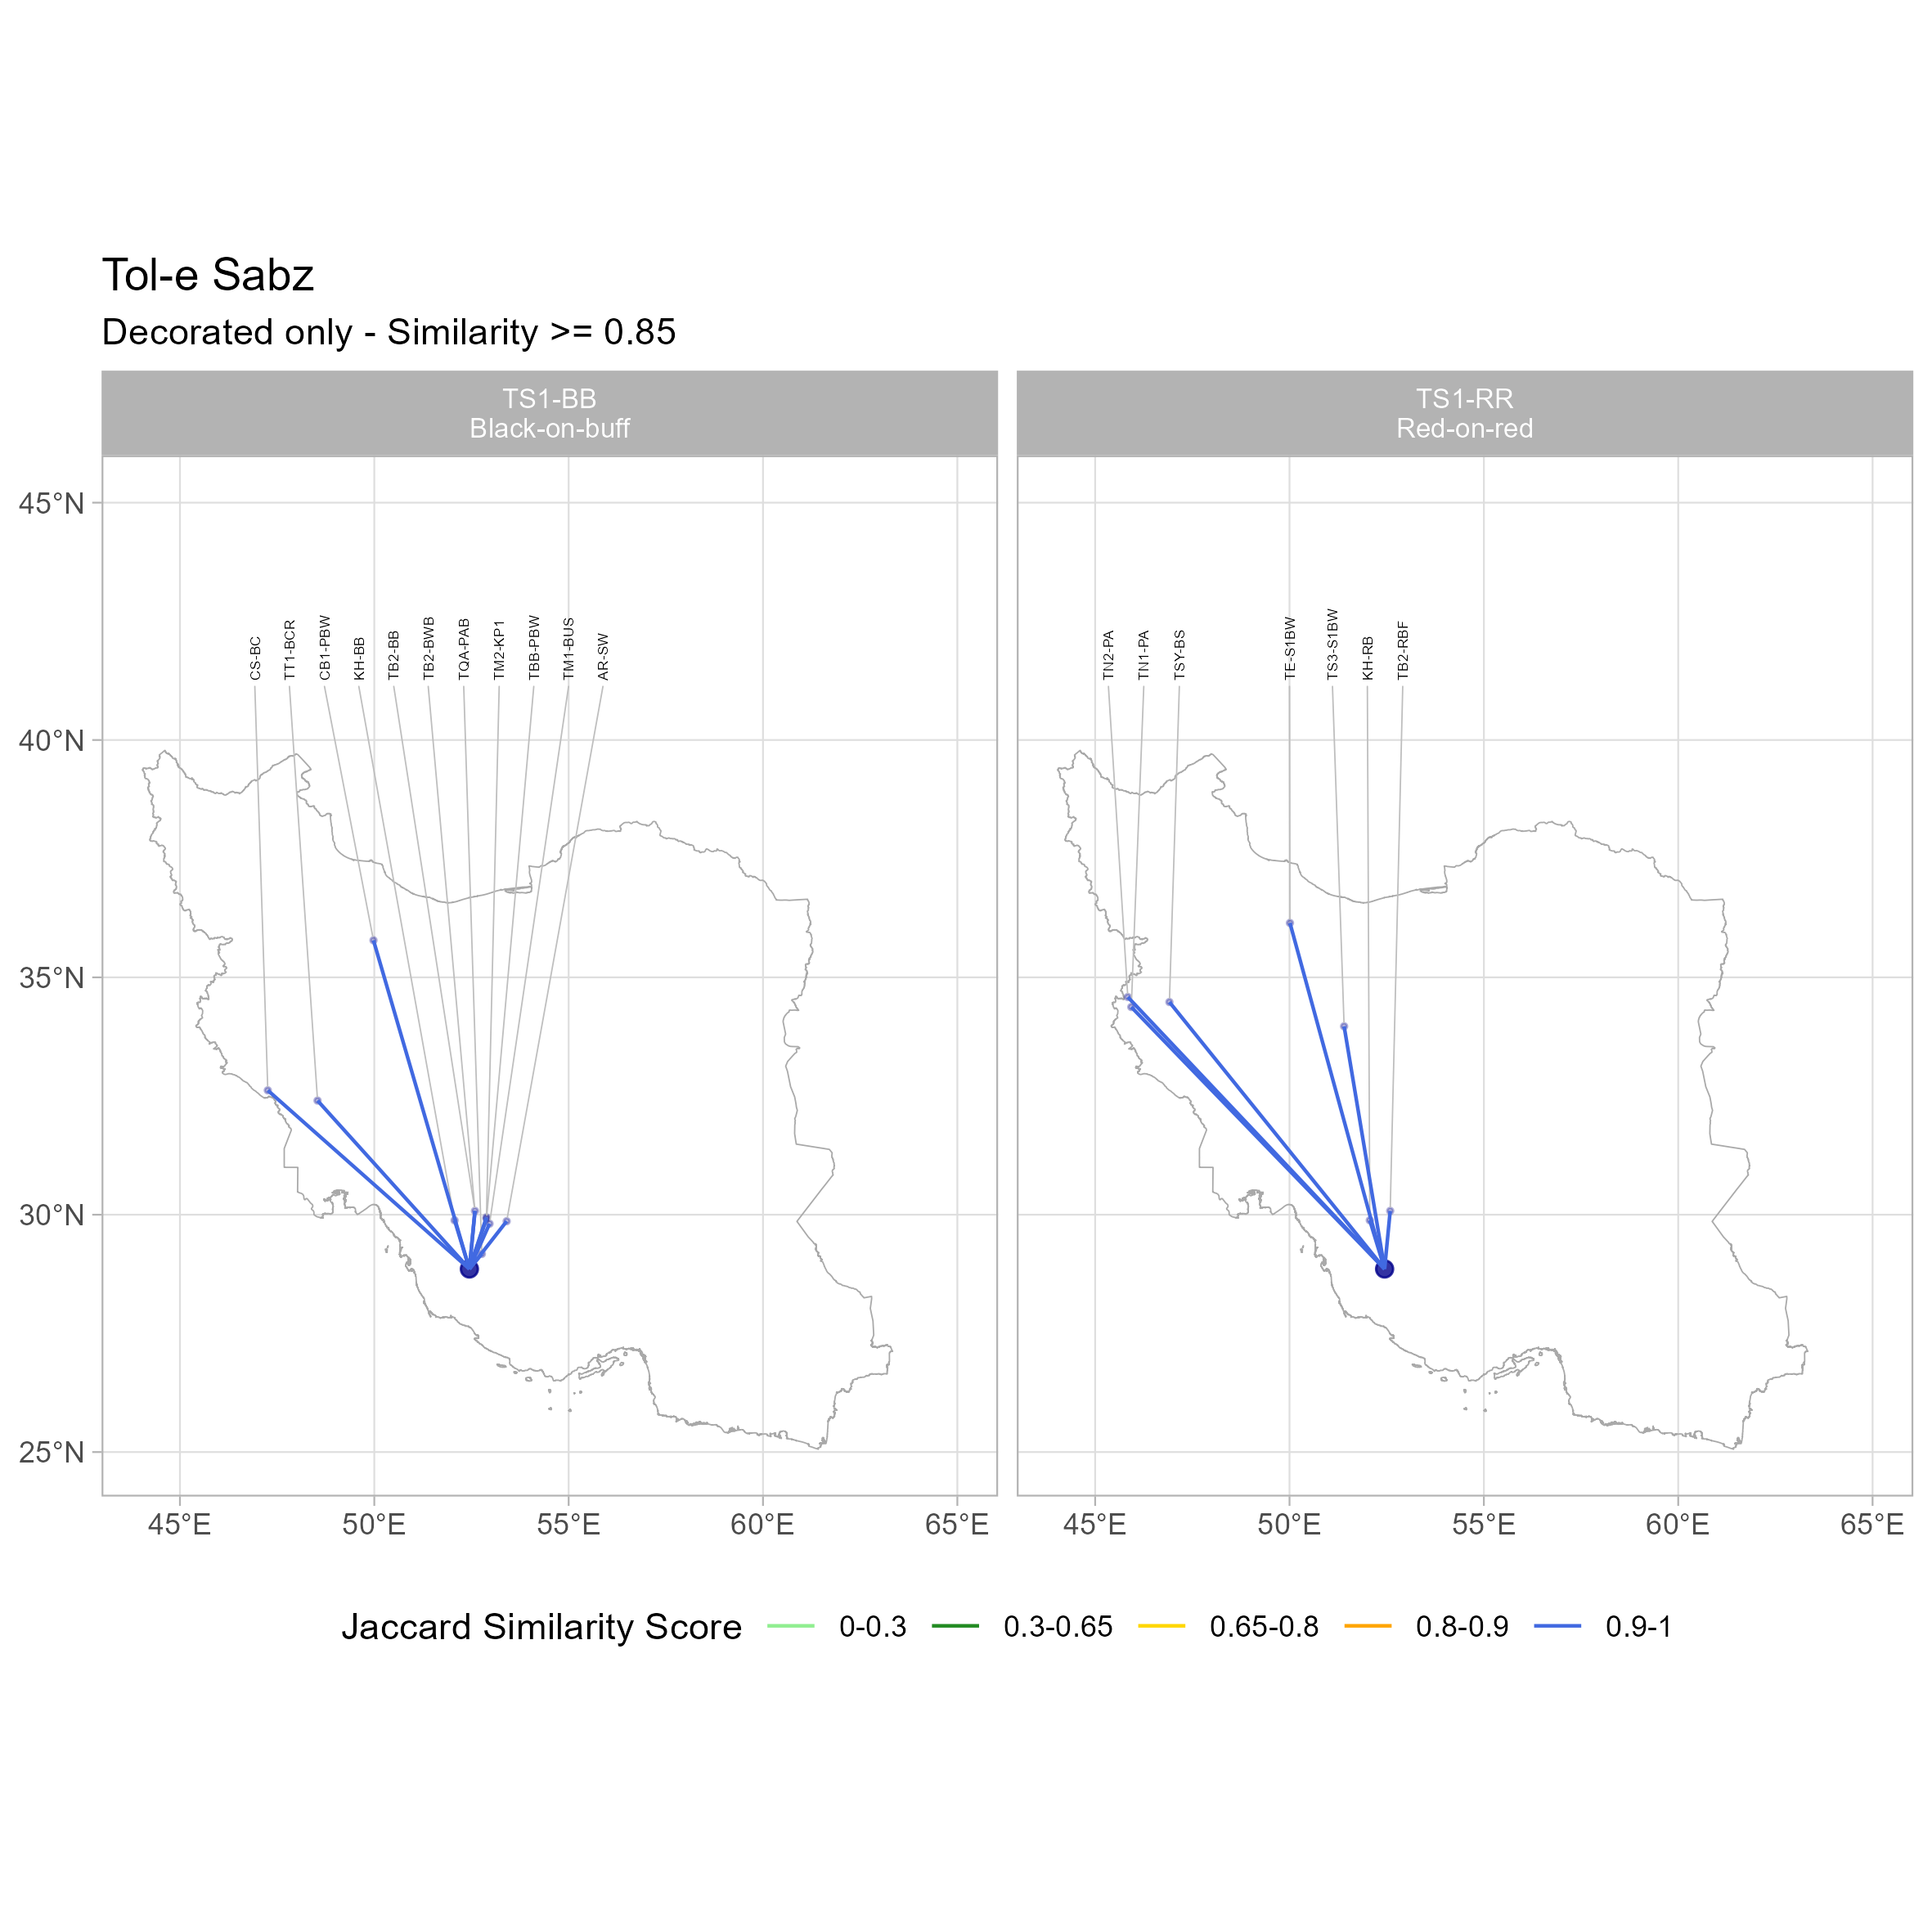 Tol-e Sabz
Decorated only - Similarity >= 0.85
TS1-BB
Black-on-buff
TS1-RR
Red-on-red
45°N
40°N
35°N
30°N
25°N
CS-BC
TT1-BCR
CB1-PBW
KH-BB
TB2-BB
TB2-BWB
TQA-PAB
TM2-KP1
TBB-PBW
TM1-BUS
AR-SW
TN2-PA
TN1-PA
TSY-BS
TE-S1BW
TS3-S1BW
KH-RB
TB2-RBF
45°E 50°E 55°E 60°E 65°E
45°E 50°E 55°E 60°E 65°E
Jaccard Similarity Score 0-0.3 0.3-0.65 0.65-0.8 0.8-0.9 0.9-1